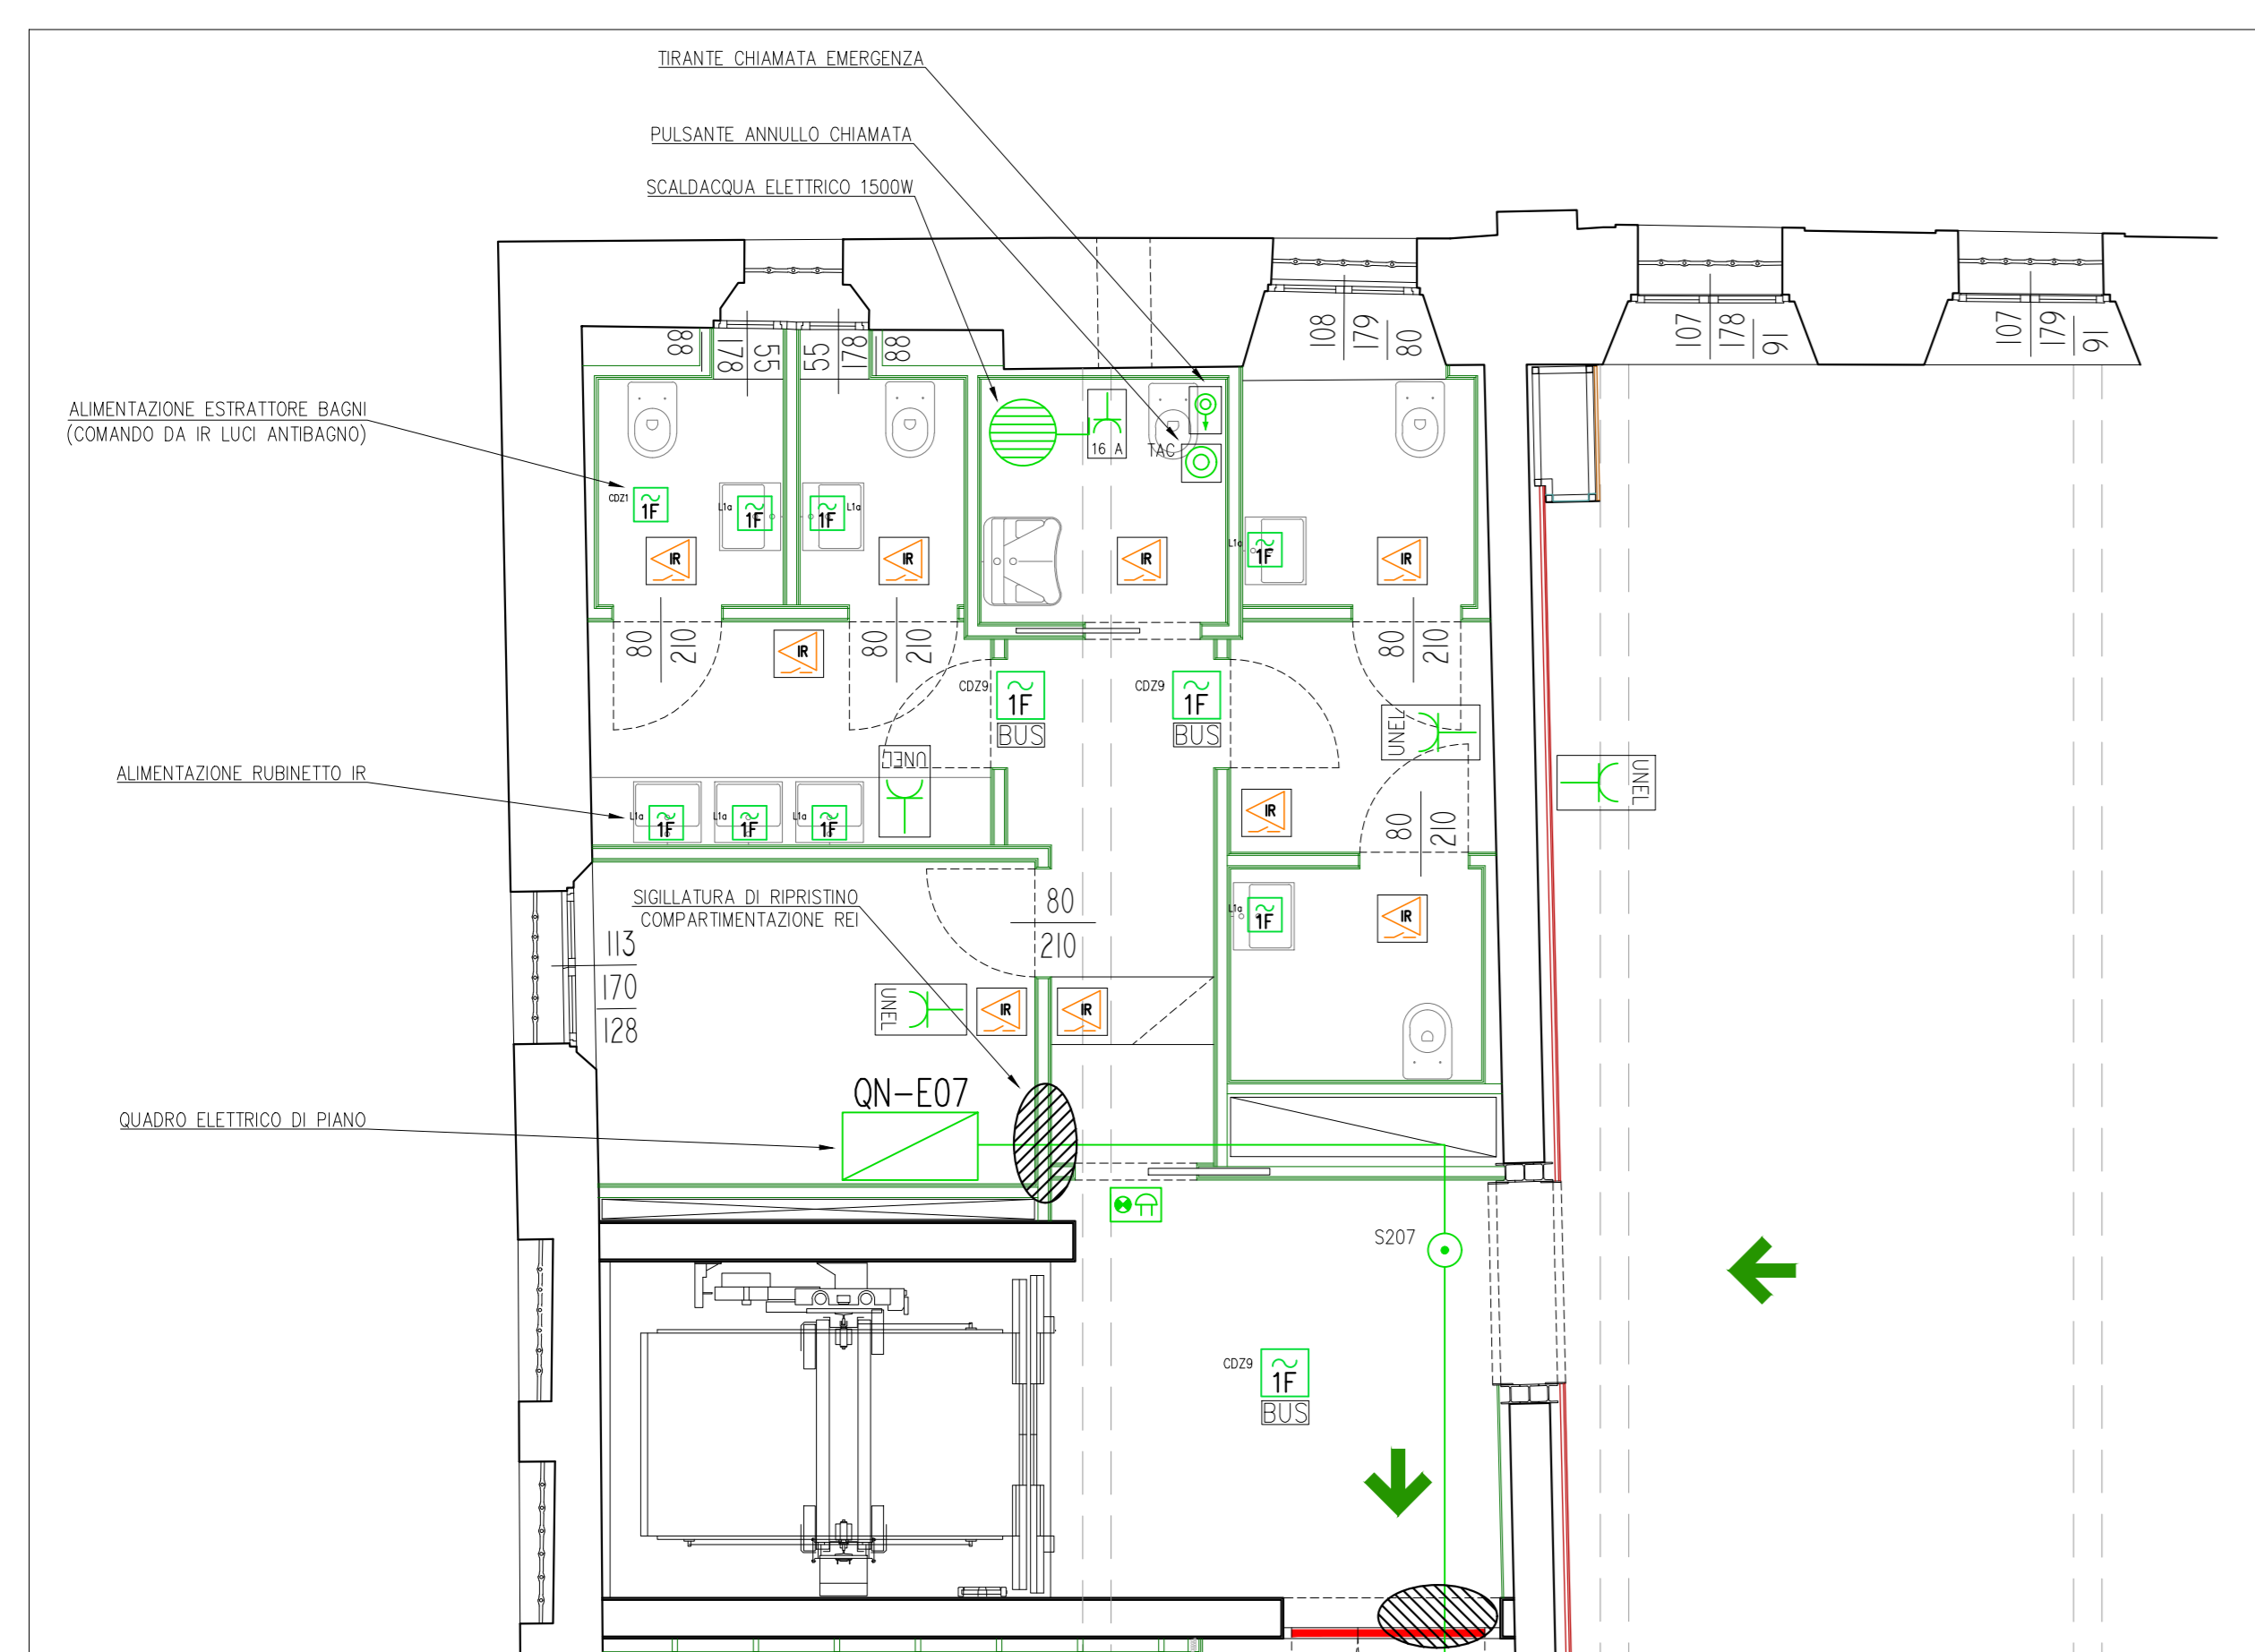 TIRANTE CHIAMATA EMERGENZA
PULSANTE ANNULLO CHIAMATA
SCALDACQUA ELETTRICO 1500W
88
178
55
55
178
88
108
179
80
107
178
91
107
179
91
ALIMENTAZIONE ESTRATTORE BAGNI
(COMANDO DA IR LUCI ANTIBAGNO)
16 A
TAC
CDZ1
1F
L1a
1F
1F
L1a
L1a
1F
IR
IR
IR
IR
80
210
IR
80
210
80
210
CDZ9
1F
BUS
CDZ9
1F
BUS
UNEL
UNEL
UNEL
ALIMENTAZIONE RUBINETTO IR
L1a
1F
L1a
1F
L1a
1F
IR
80
210
SIGILLATURA DI RIPRISTINO
COMPARTIMENTAZIONE REI
80
210
L1a
1F
IR
113
170
128
UNEL
IR
IR
QN-E07
QUADRO ELETTRICO DI PIANO
S207
CDZ9
1F
BUS